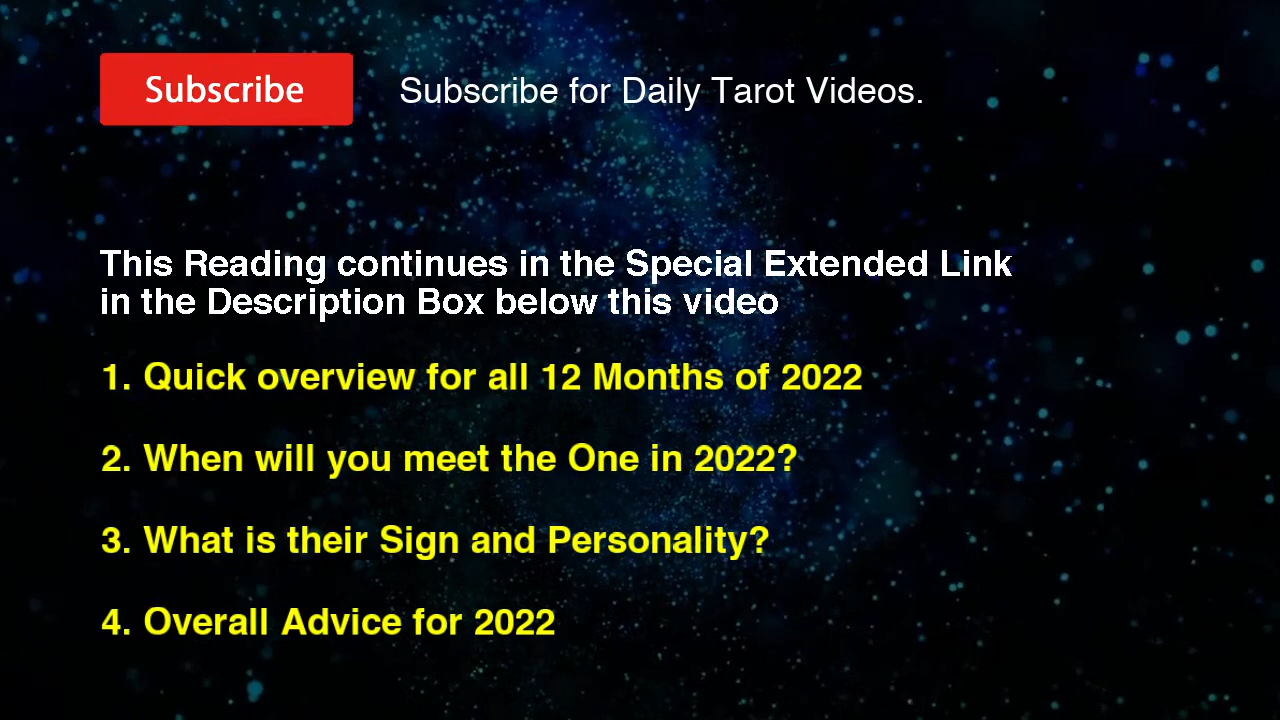 Subscribe
Subscribe for Daily Tarot Videos.
This Reading continues in the Special Extended Link
in the Description Box below this video
1. Quick overview for all 12 Months of 2022
2. When will you meet the One in 2022?
3. What is their Sign and Personality?
4. Overall Advice for 2022